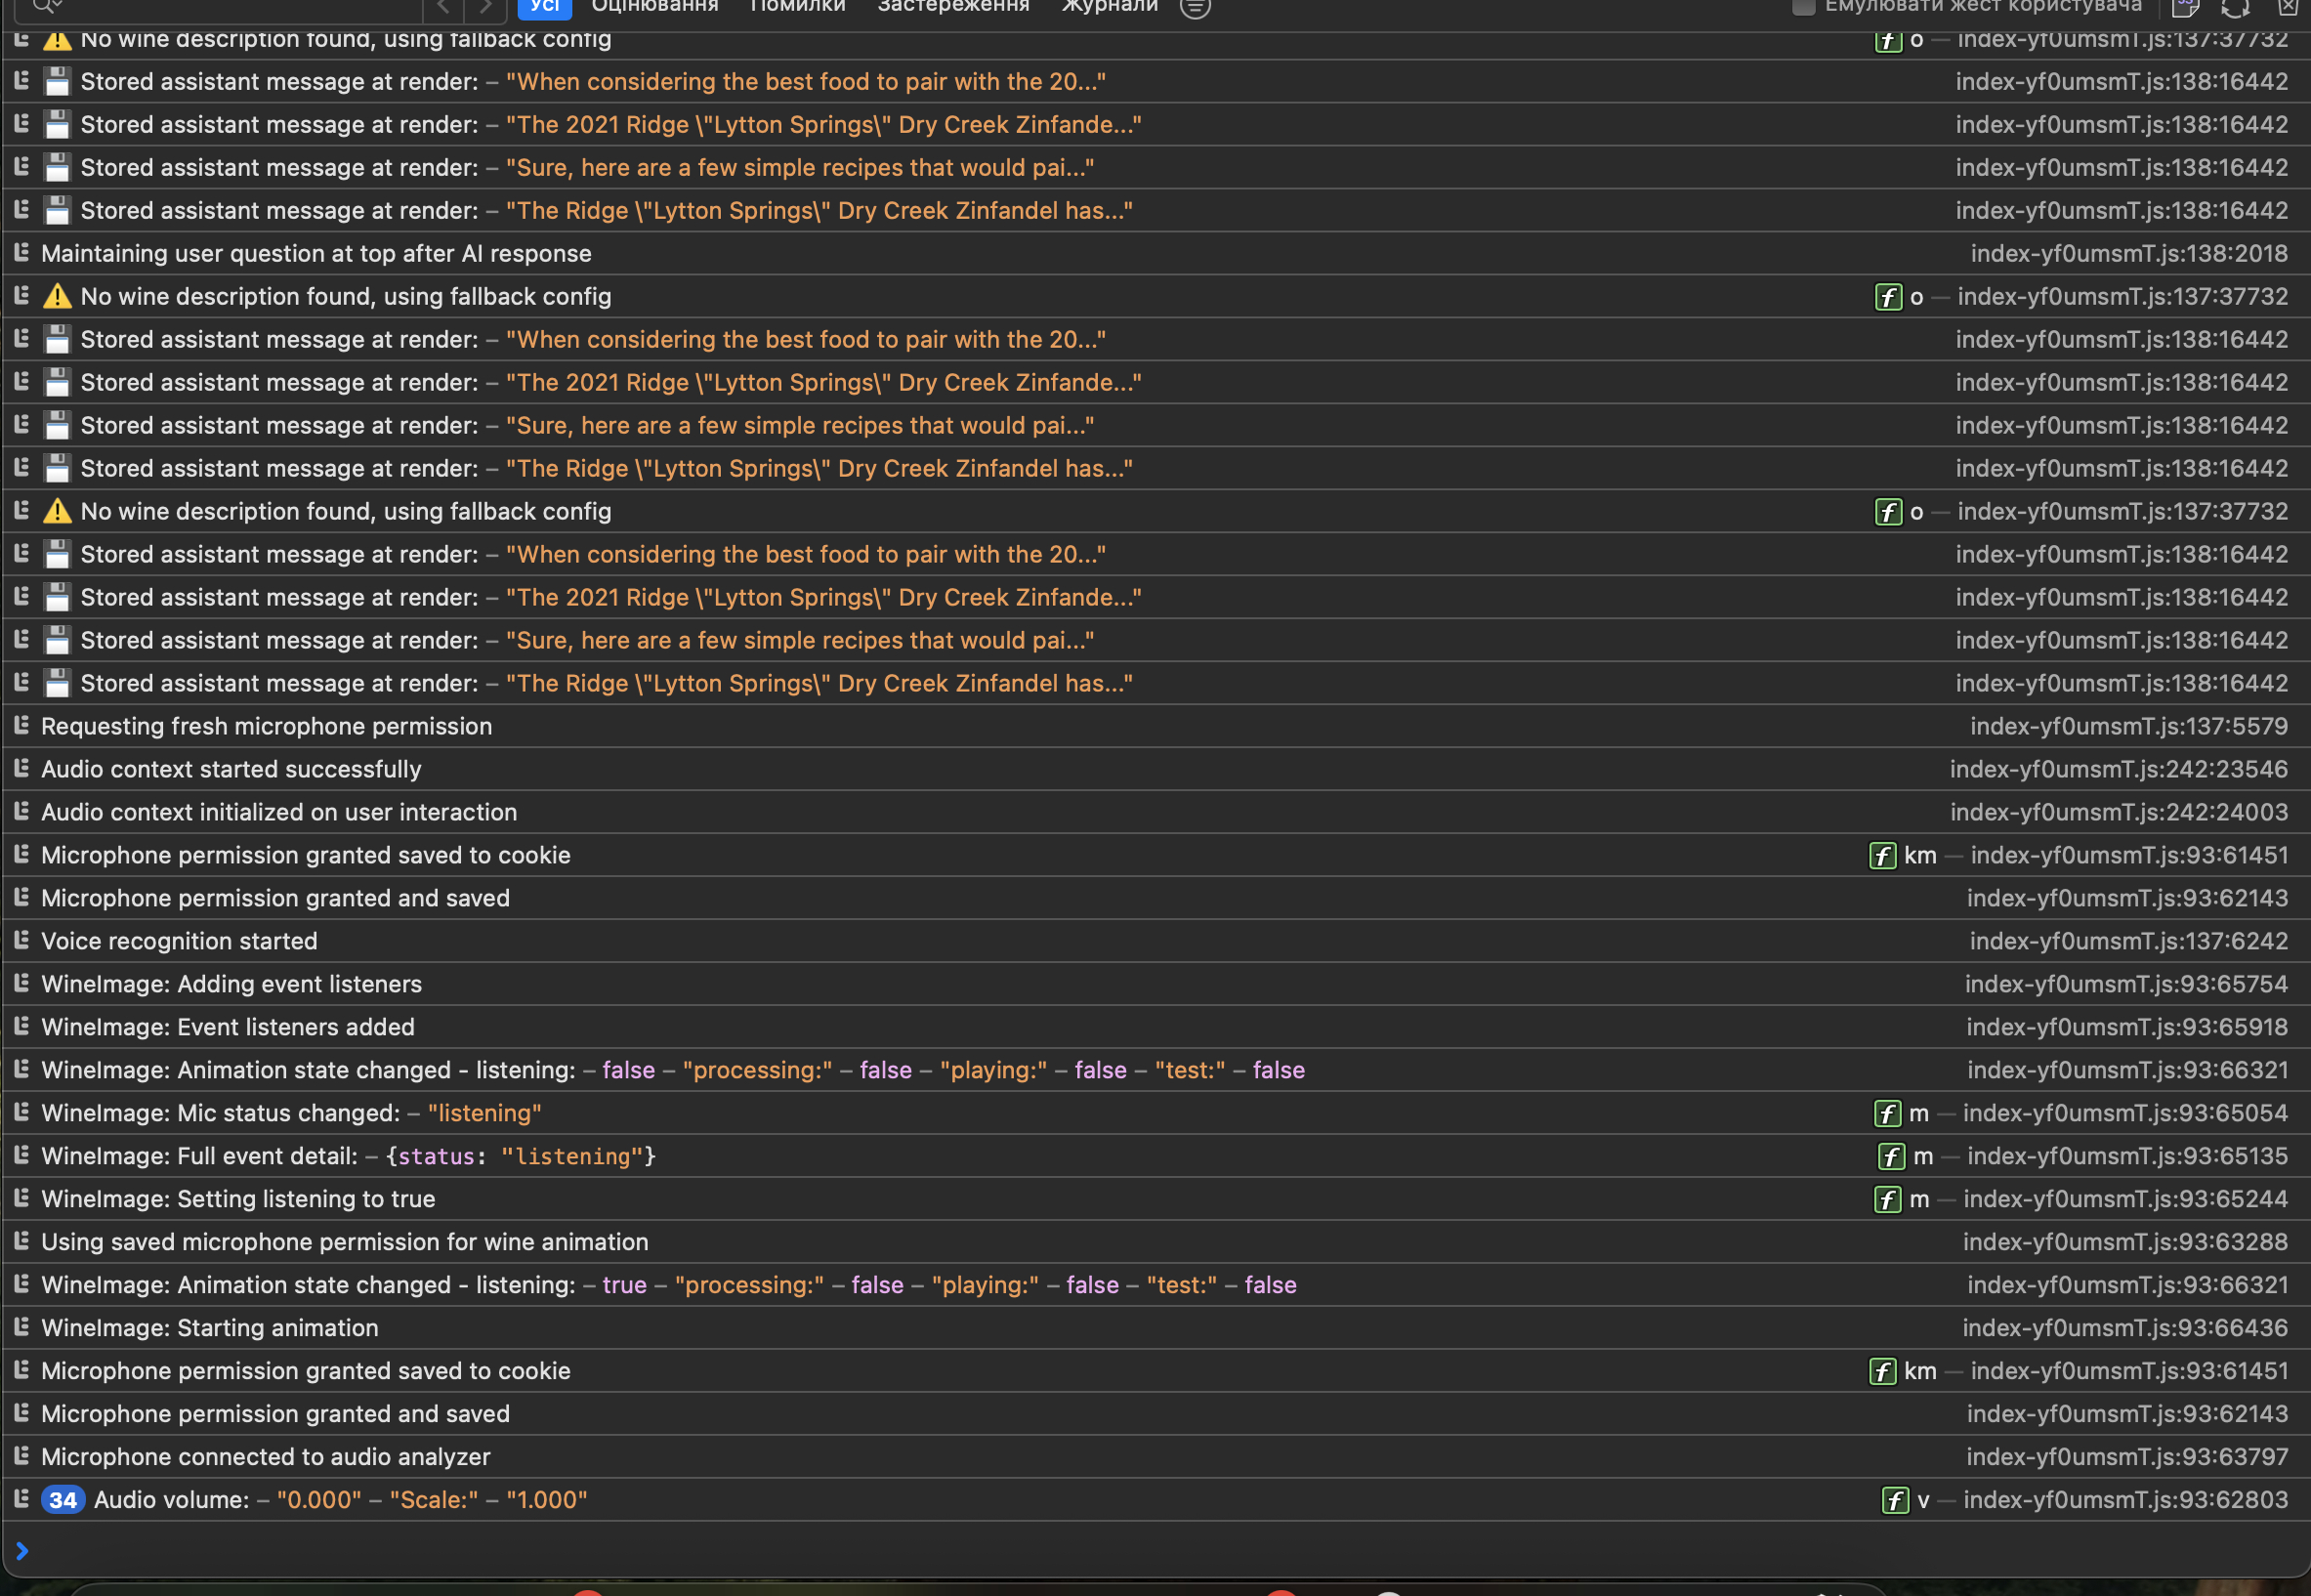 Усі Оцінювання Помилки Застереження Журнали Емулювати жест користувача
⚠️ No wine description found, using fallback config f o — index-yf0umsmT.js:137:37732
💾 Stored assistant message at render: – "When considering the best food to pair with the 20..." index-yf0umsmT.js:138:16442
💾 Stored assistant message at render: – "The 2021 Ridge \"Lytton Springs\" Dry Creek Zinfande..." index-yf0umsmT.js:138:16442
💾 Stored assistant message at render: – "Sure, here are a few simple recipes that would pai..." index-yf0umsmT.js:138:16442
💾 Stored assistant message at render: – "The Ridge \"Lytton Springs\" Dry Creek Zinfandel has..." index-yf0umsmT.js:138:16442
Maintaining user question at top after AI response index-yf0umsmT.js:138:2018
⚠️ No wine description found, using fallback config f o — index-yf0umsmT.js:137:37732
💾 Stored assistant message at render: – "When considering the best food to pair with the 20..." index-yf0umsmT.js:138:16442
💾 Stored assistant message at render: – "The 2021 Ridge \"Lytton Springs\" Dry Creek Zinfande..." index-yf0umsmT.js:138:16442
💾 Stored assistant message at render: – "Sure, here are a few simple recipes that would pai..." index-yf0umsmT.js:138:16442
💾 Stored assistant message at render: – "The Ridge \"Lytton Springs\" Dry Creek Zinfandel has..." index-yf0umsmT.js:138:16442
⚠️ No wine description found, using fallback config f o — index-yf0umsmT.js:137:37732
💾 Stored assistant message at render: – "When considering the best food to pair with the 20..." index-yf0umsmT.js:138:16442
💾 Stored assistant message at render: – "The 2021 Ridge \"Lytton Springs\" Dry Creek Zinfande..." index-yf0umsmT.js:138:16442
💾 Stored assistant message at render: – "Sure, here are a few simple recipes that would pai..." index-yf0umsmT.js:138:16442
💾 Stored assistant message at render: – "The Ridge \"Lytton Springs\" Dry Creek Zinfandel has..." index-yf0umsmT.js:138:16442
Requesting fresh microphone permission index-yf0umsmT.js:137:5579
Audio context started successfully index-yf0umsmT.js:242:23546
Audio context initialized on user interaction index-yf0umsmT.js:242:24003
Microphone permission granted saved to cookie f km — index-yf0umsmT.js:93:61451
Microphone permission granted and saved index-yf0umsmT.js:93:62143
Voice recognition started index-yf0umsmT.js:137:6242
WineImage: Adding event listeners index-yf0umsmT.js:93:65754
WineImage: Event listeners added index-yf0umsmT.js:93:65918
WineImage: Animation state changed - listening: – false – "processing:" – false – "playing:" – false – "test:" – false index-yf0umsmT.js:93:66321
WineImage: Mic status changed: – "listening" f m — index-yf0umsmT.js:93:65054
WineImage: Full event detail: – {status: "listening"} f m — index-yf0umsmT.js:93:65135
WineImage: Setting listening to true f m — index-yf0umsmT.js:93:65244
Using saved microphone permission for wine animation index-yf0umsmT.js:93:63288
WineImage: Animation state changed - listening: – true – "processing:" – false – "playing:" – false – "test:" – false index-yf0umsmT.js:93:66321
WineImage: Starting animation index-yf0umsmT.js:93:66436
Microphone permission granted saved to cookie f km — index-yf0umsmT.js:93:61451
Microphone permission granted and saved index-yf0umsmT.js:93:62143
Microphone connected to audio analyzer index-yf0umsmT.js:93:63797
34 Audio volume: – "0.000" – "Scale:" – "1.000" f v — index-yf0umsmT.js:93:62803